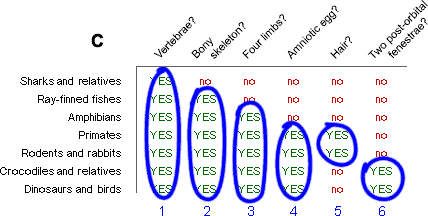 C
Vertebrae?
Bony skeleton?
Four limbs?
Amniotic egg?
Hair?
Two post-orbital fenestrae?
Sharks and relatives YES no no no no no
Ray-finned fishes YES YES no no no no
Amphibians YES YES YES no no no
Primates YES YES YES YES YES no
Rodents and rabbits YES YES YES YES YES no
Crocodiles and relatives YES YES YES YES no YES
Dinosaurs and birds YES YES YES YES no YES
1 2 3 4 5 6